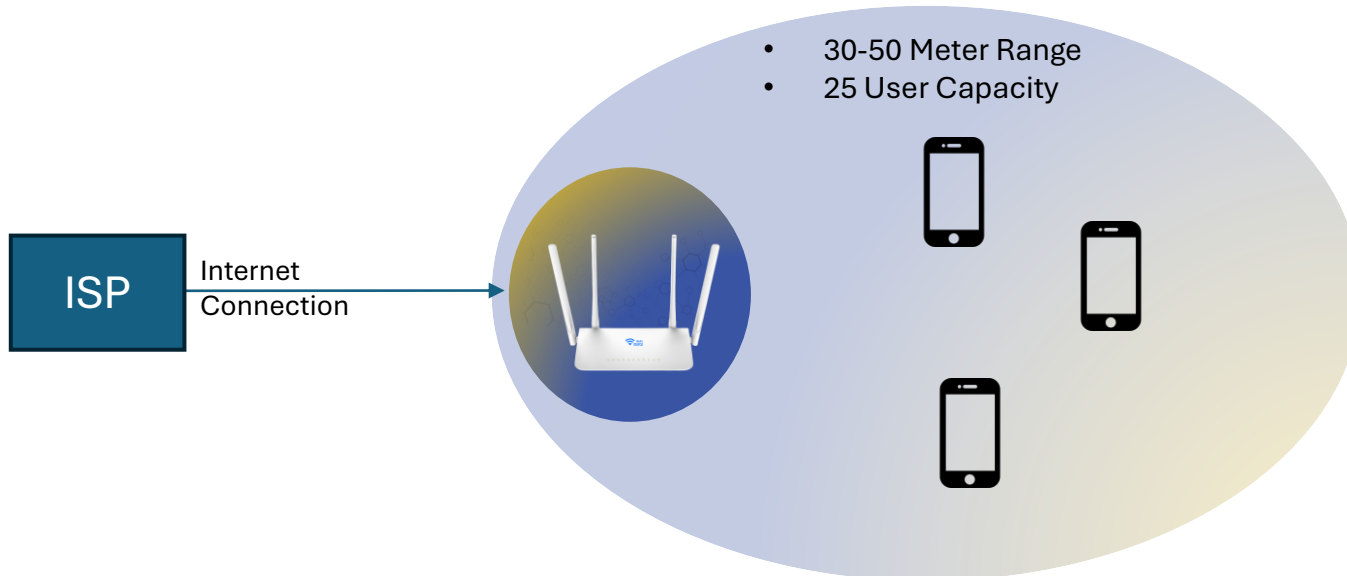 • 30-50 Meter Range
• 25 User Capacity
ISP
Internet
Connection